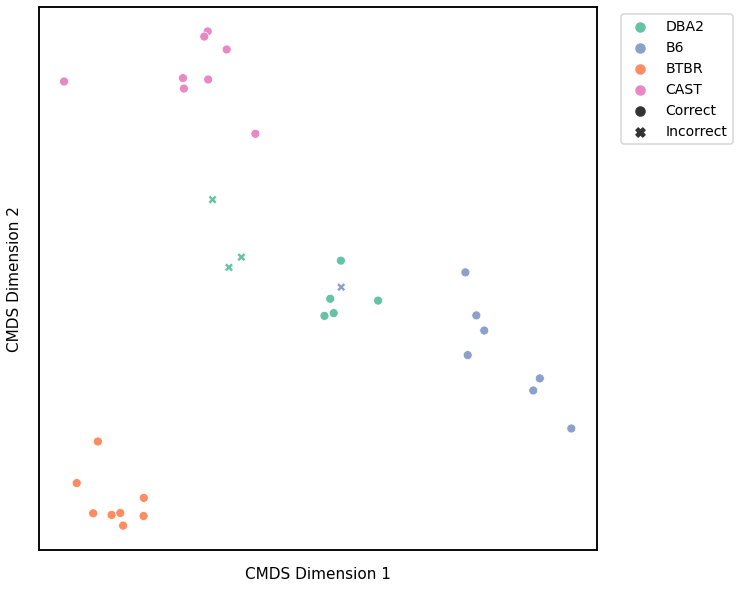 DBA2
B6
BTBR
CAST
Correct
Incorrect
CMDS Dimension 2
CMDS Dimension 1